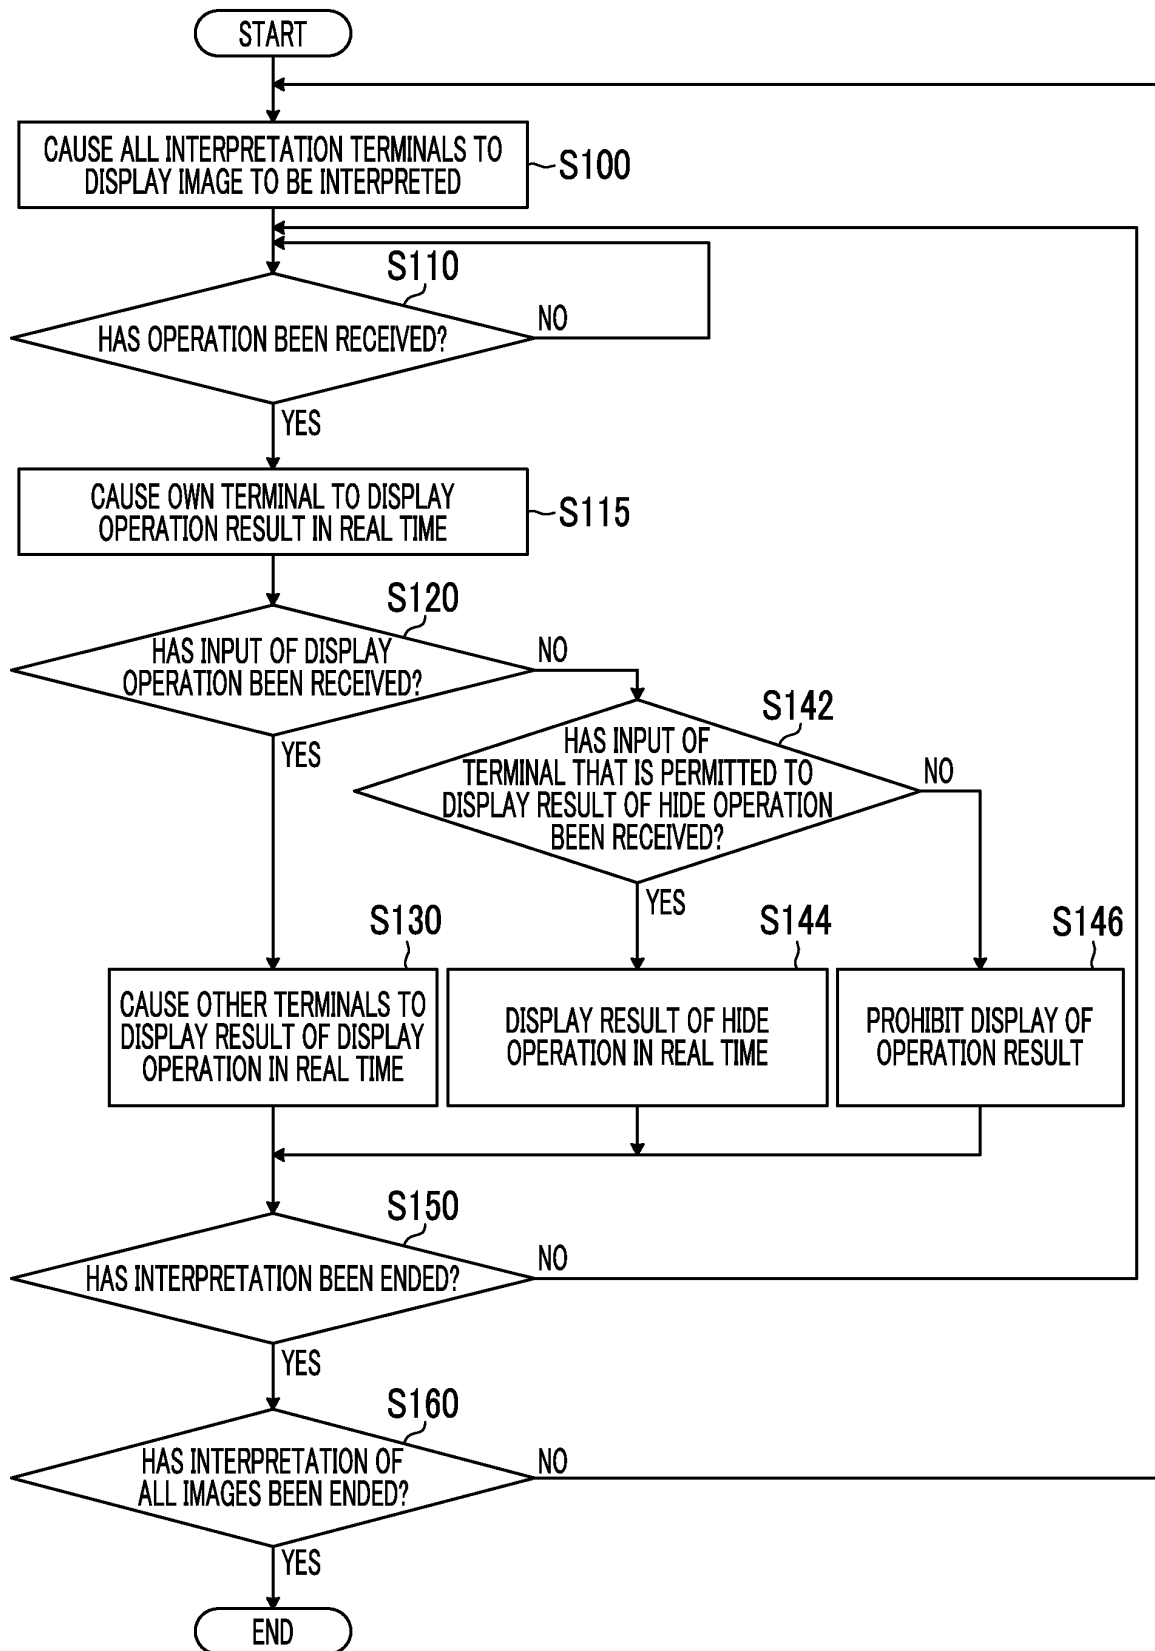 START
CAUSE ALL INTERPRETATION TERMINALS TO
DISPLAY IMAGE TO BE INTERPRETED
S100
S110
HAS OPERATION BEEN RECEIVED?
NO
YES
CAUSE OWN TERMINAL TO DISPLAY
OPERATION RESULT IN REAL TIME
S115
S120
HAS INPUT OF DISPLAY
OPERATION BEEN RECEIVED?
NO
YES
S142
HAS INPUT OF
TERMINAL THAT IS PERMITTED TO
DISPLAY RESULT OF HIDE OPERATION
BEEN RECEIVED?
NO
YES
S130
CAUSE OTHER TERMINALS TO
DISPLAY RESULT OF DISPLAY
OPERATION IN REAL TIME
S144
DISPLAY RESULT OF HIDE
OPERATION IN REAL TIME
S146
PROHIBIT DISPLAY OF
OPERATION RESULT
S150
HAS INTERPRETATION BEEN ENDED?
NO
YES
S160
HAS INTERPRETATION OF
ALL IMAGES BEEN ENDED?
NO
YES
END